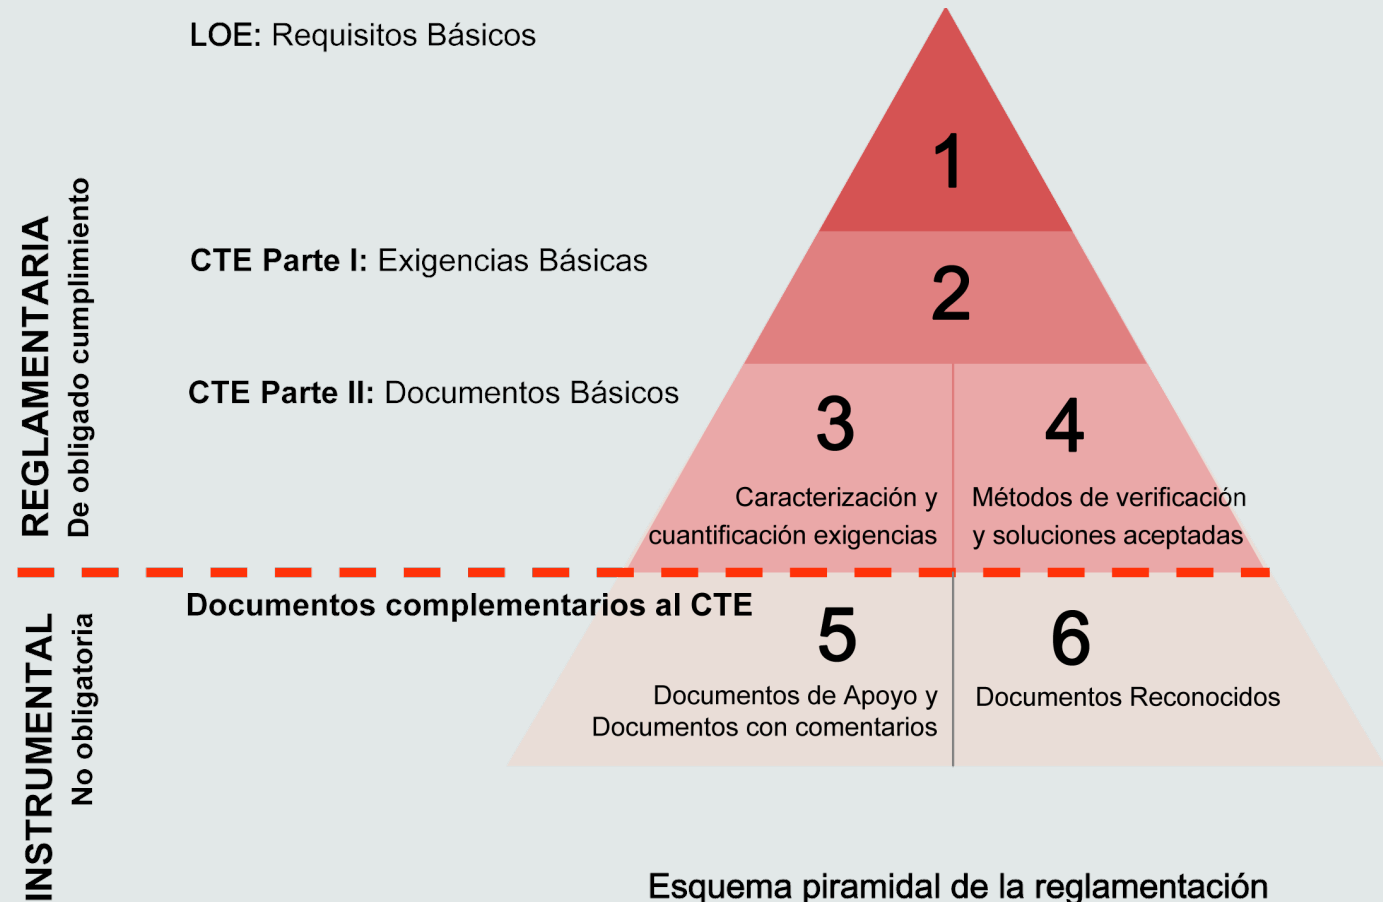 LOE: Requisitos Básicos
1
CTE Parte I: Exigencias Básicas
2
CTE Parte II: Documentos Básicos
3
4
Caracterización y
cuantificación exigencias
Métodos de verificación
y soluciones aceptadas
REGLAMENTARIA
De obligado cumplimiento
Documentos complementarios al CTE
5
6
Documentos de Apoyo y
Documentos con comentarios
Documentos Reconocidos
INSTRUMENTAL
No obligatoria
Esquema piramidal de la reglamentación